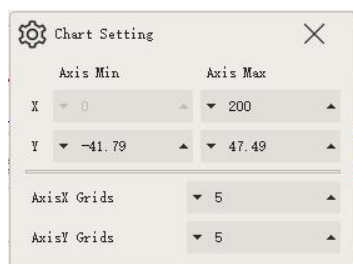 Chart Setting
Axis Min Axis Max
X 0 200
Y -41.79 47.49
AxisX Grids 5
AxisY Grids 5